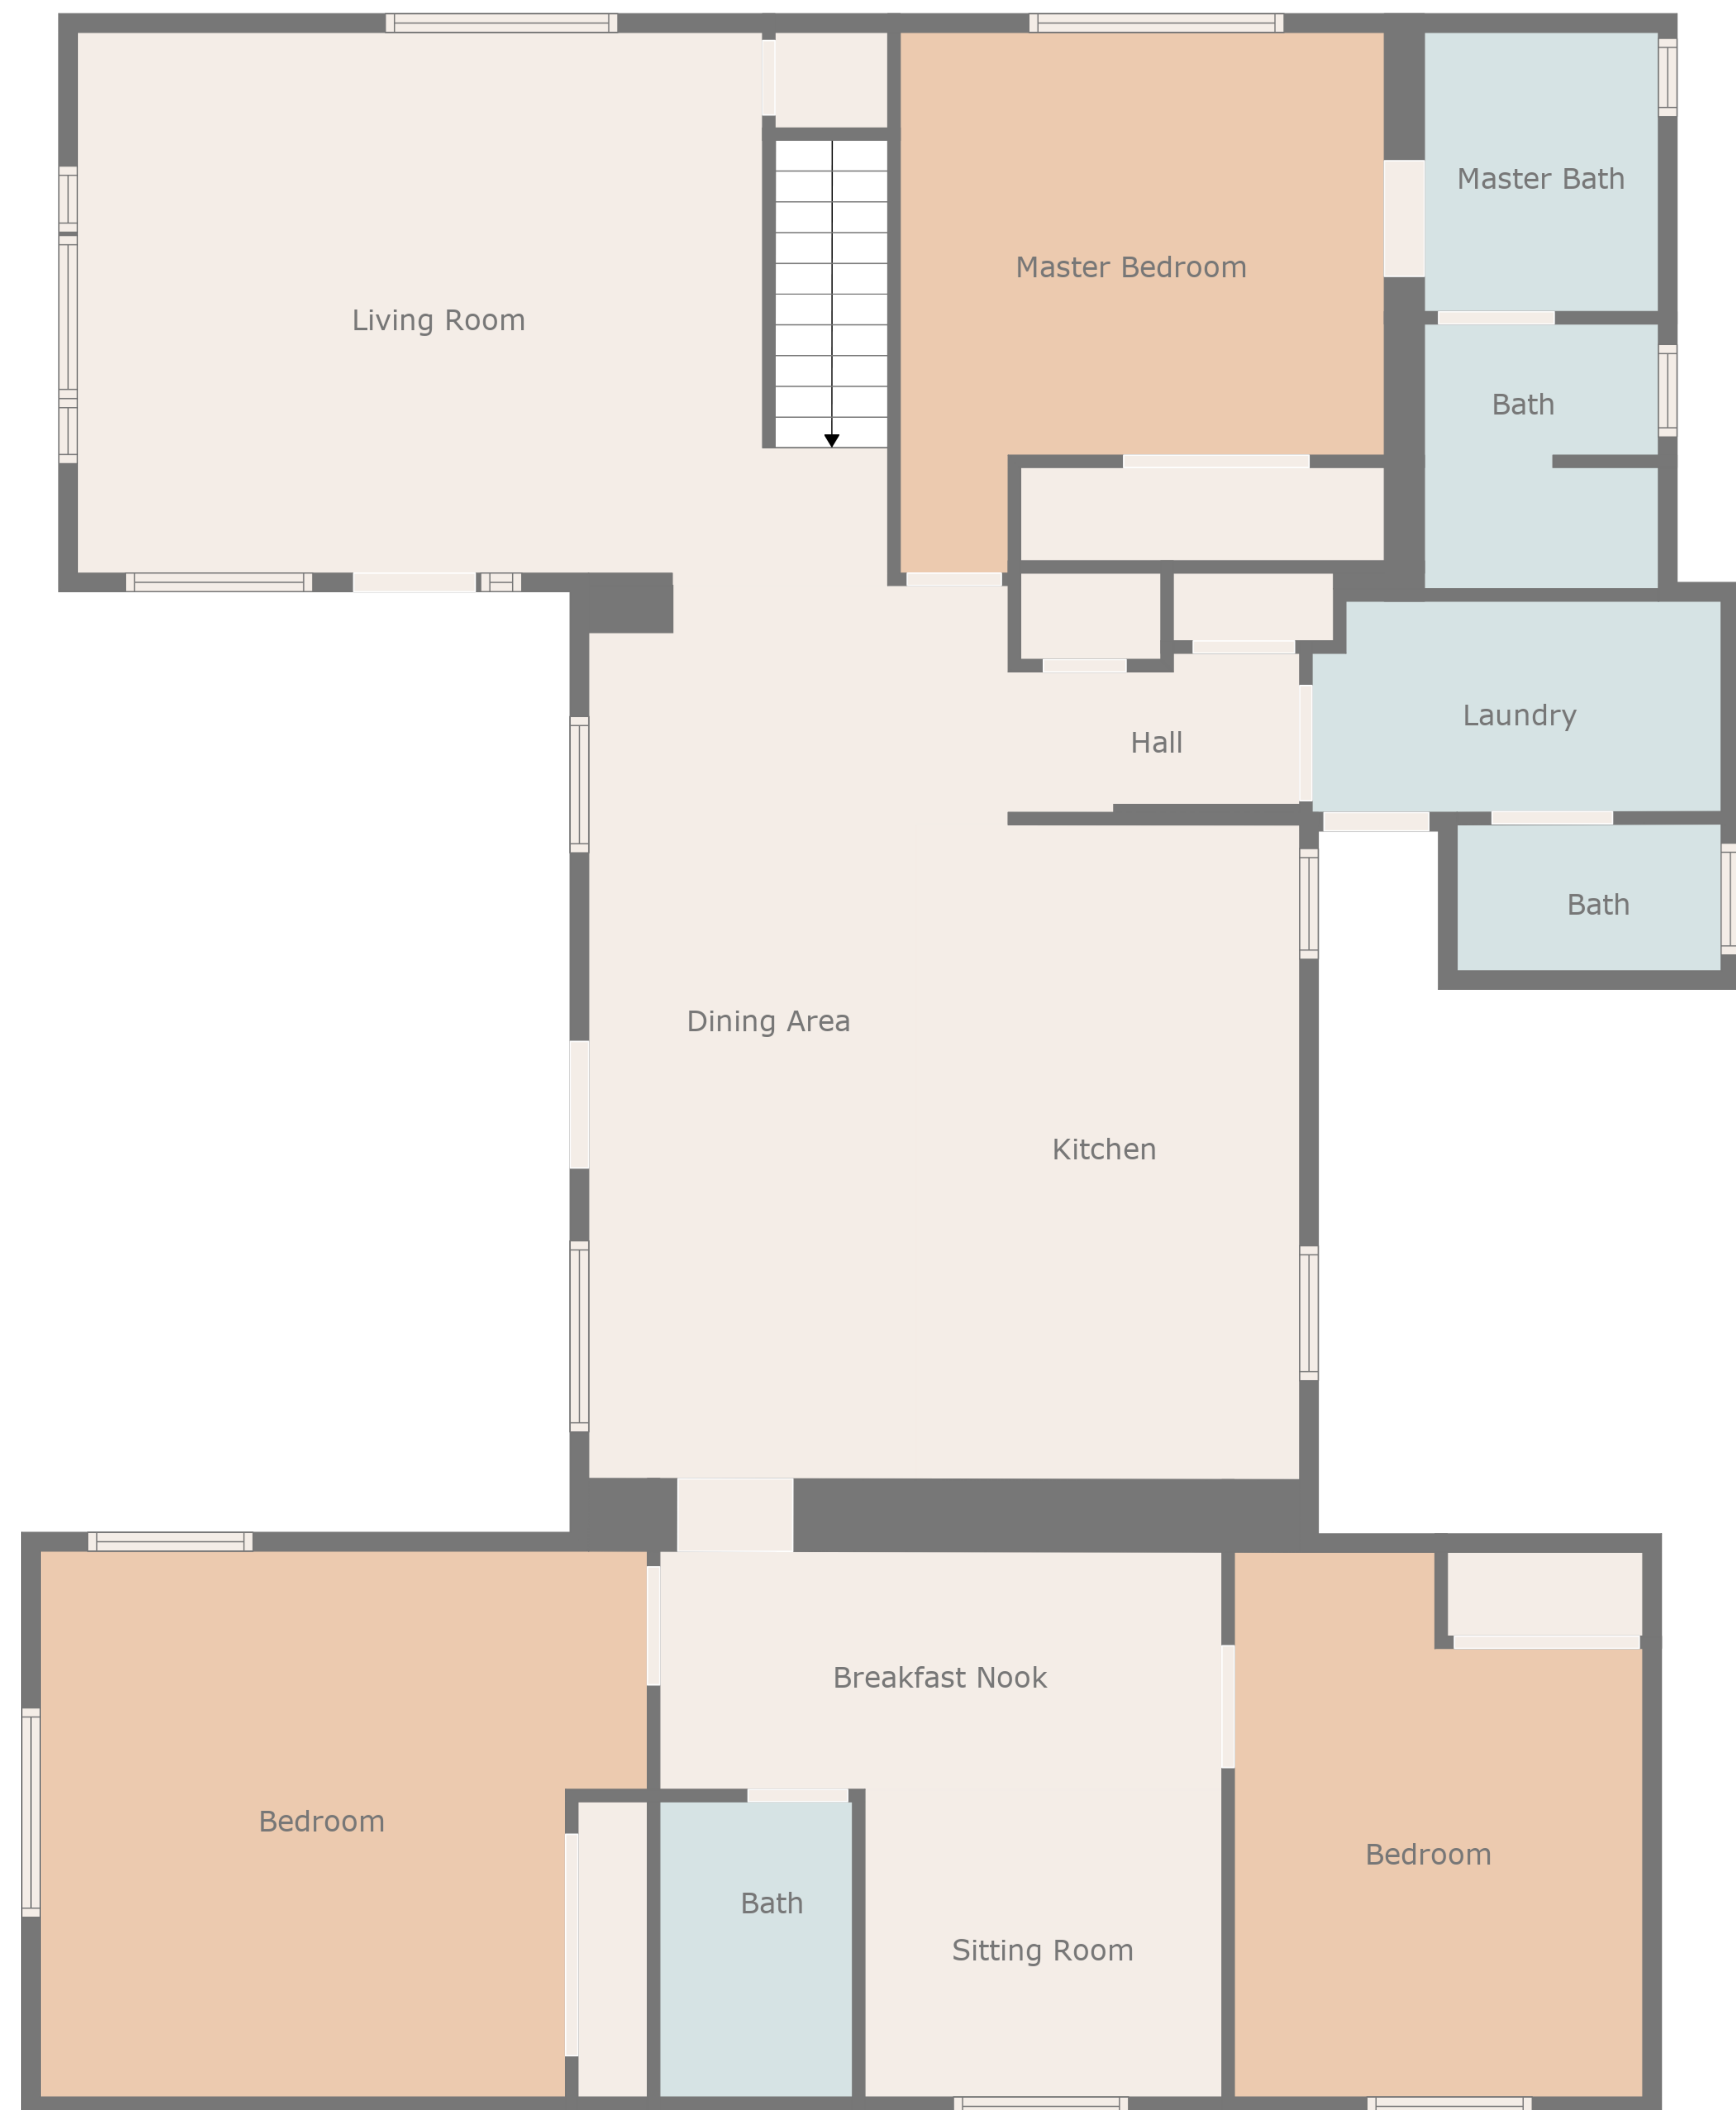 Master Bath
Master Bedroom
Living Room
Bath
Laundry
Hall
Bath
Dining Area
Kitchen
Breakfast Nook
Bedroom
Bedroom
Bath
Sitting Room